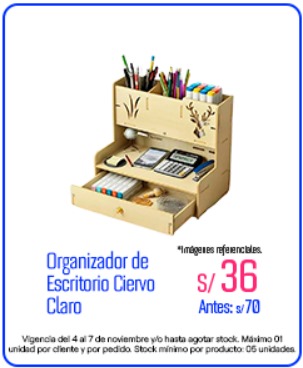 *Imágenes referenciales.
Organizador de
Escritorio Ciervo
Claro
s/ 36
Antes: s/70
Vigencia del 4 al 7 de noviembre y/o hasta agotar stock. Máximo 01
unidad por cliente y por pedido. Stock mínimo por producto: 05 unidades.